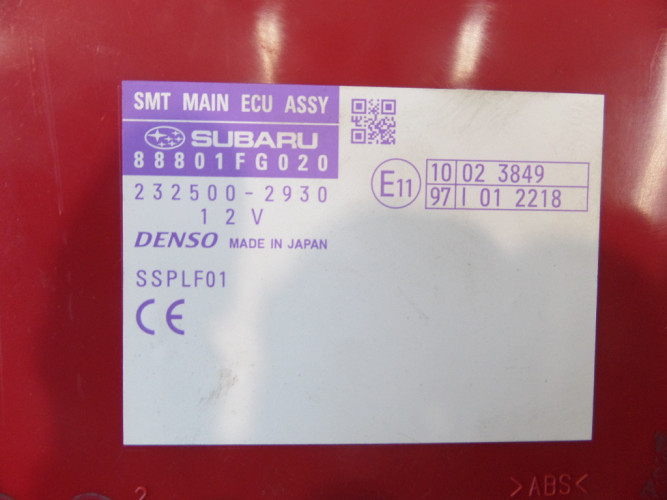 SMT MAIN ECU ASSY
SUBARU
88801FG020
232500-2930
12V
DENSO MADE IN JAPAN
SSPLF01
CE
E11
10 02 3849
97 I 01 2218
2
>ABS<